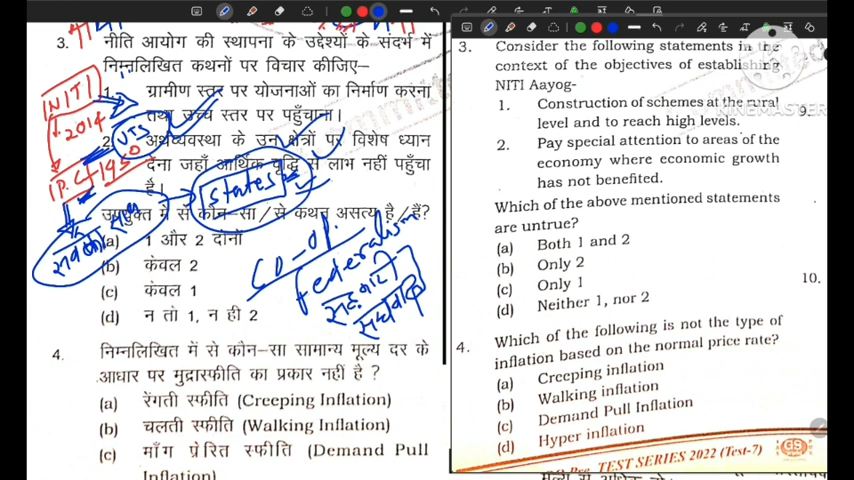 3. नीति आयोग की स्थापना के उद्देश्यों के संदर्भ में
निम्नलिखित कथनों पर विचार कीजिए-
1. ग्रामीण स्तर पर योजनाओं का निर्माण करना
तथा उच्च स्तर पर पहुँचाना।
2. अर्थव्यवस्था के उन क्षेत्रों पर विशेष ध्यान
देना जहाँ आर्थिक वृद्धि से लाभ नहीं पहुँचा
है।
उपर्युक्त में से कौन-सा/से कथन असत्य है/हैं?
(a) 1 और 2 दोनों
(b) केवल 2
(c) केवल 1
(d) न तो 1, न ही 2
4. निम्नलिखित में से कौन-सा सामान्य मूल्य दर के
आधार पर मुद्रास्फीति का प्रकार नहीं है ?
(a) रेंगती स्फीति (Creeping Inflation)
(b) चलती स्फीति (Walking Inflation)
(c) माँग प्रेरित स्फीति (Demand Pull
Inflation)
NITI
2014
P.C-1950
UTs
States
CO-OP.
federalism
सहकारी
संघवाद
3. Consider the following statements in the
context of the objectives of establishing
NITI Aayog-
1. Construction of schemes at the rural
level and to reach high levels.
2. Pay special attention to areas of the
economy where economic growth
has not benefited.
Which of the above mentioned statements
are untrue?
(a) Both 1 and 2
(b) Only 2
(c) Only 1
(d) Neither 1, nor 2
4. Which of the following is not the type of
inflation based on the normal price rate?
(a) Creeping inflation
(b) Walking inflation
(c) Demand Pull Inflation
(d) Hyper inflation
TEST SERIES 2022 (Test-7)
10.
KINEMASTER